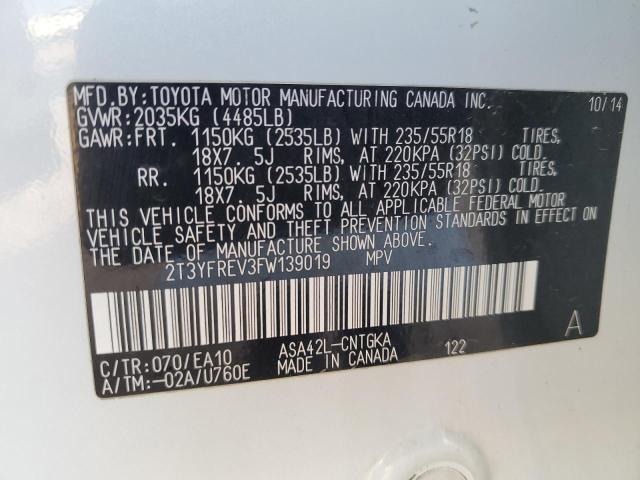 MFD.BY:TOYOTA MOTOR MANUFACTURING CANADA INC. 10/14
GVWR:2035KG (4485LB)
GAWR:FRT. 1150KG (2535LB) WITH 235/55R18 TIRES,
18X7.5J RIMS, AT 220KPA (32PSI) COLD.
RR. 1150KG (2535LB) WITH 235/55R18 TIRES,
18X7.5J RIMS, AT 220KPA (32PSI) COLD.
THIS VEHICLE CONFORMS TO ALL APPLICABLE FEDERAL MOTOR
VEHICLE SAFETY AND THEFT PREVENTION STANDARDS IN EFFECT ON
THE DATE OF MANUFACTURE SHOWN ABOVE.
2T3YFREV3FW139019 MPV
A
C/TR:070/EA10 ASA42L-CNTGKA 122
A/TM:-02A/U760E MADE IN CANADA